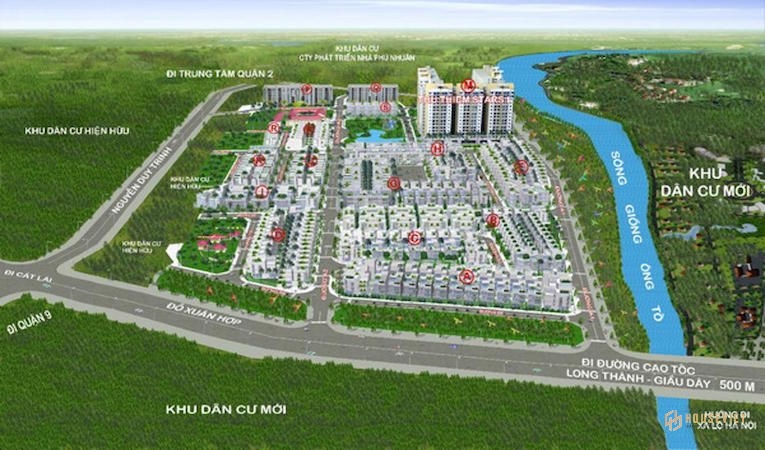 KHU DÂN CƯ
CTY PHÁT TRIỂN NHÀ PHÚ NHUẬN
ĐI TRUNG TÂM QUẬN 2
THỦ THIÊM STARS
KHU DÂN CƯ HIỆN HỮU
NGUYỄN DUY TRINH
KHU DÂN CƯ
HIỆN HỮU
KHU
DÂN CƯ MỚI
SÔNG GIỒNG ÔNG TỐ
H
C
B
A
KHU DÂN CƯ
HIỆN HỮU
ĐI CÁT LÁI
ĐỖ XUÂN HỢP
ĐI QUẬN 9
ĐI ĐƯỜNG CAO TỐC
LONG THÀNH - GIẦU DÂY 500 M
KHU DÂN CƯ MỚI
HƯỚNG ĐI
XA LỘ HÀ NỘI
HOUSEVIET